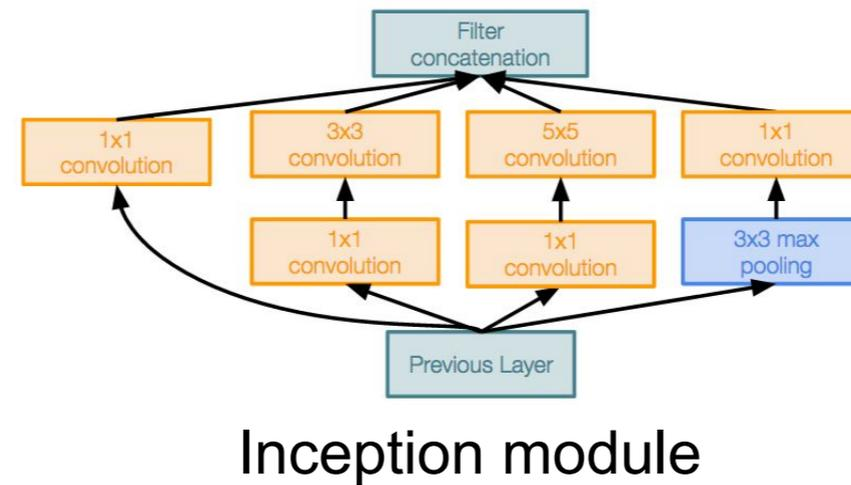 Filter
concatenation
1x1
convolution
3x3
convolution
5x5
convolution
1x1
convolution
1x1
convolution
1x1
convolution
3x3 max
pooling
Previous Layer
Inception module